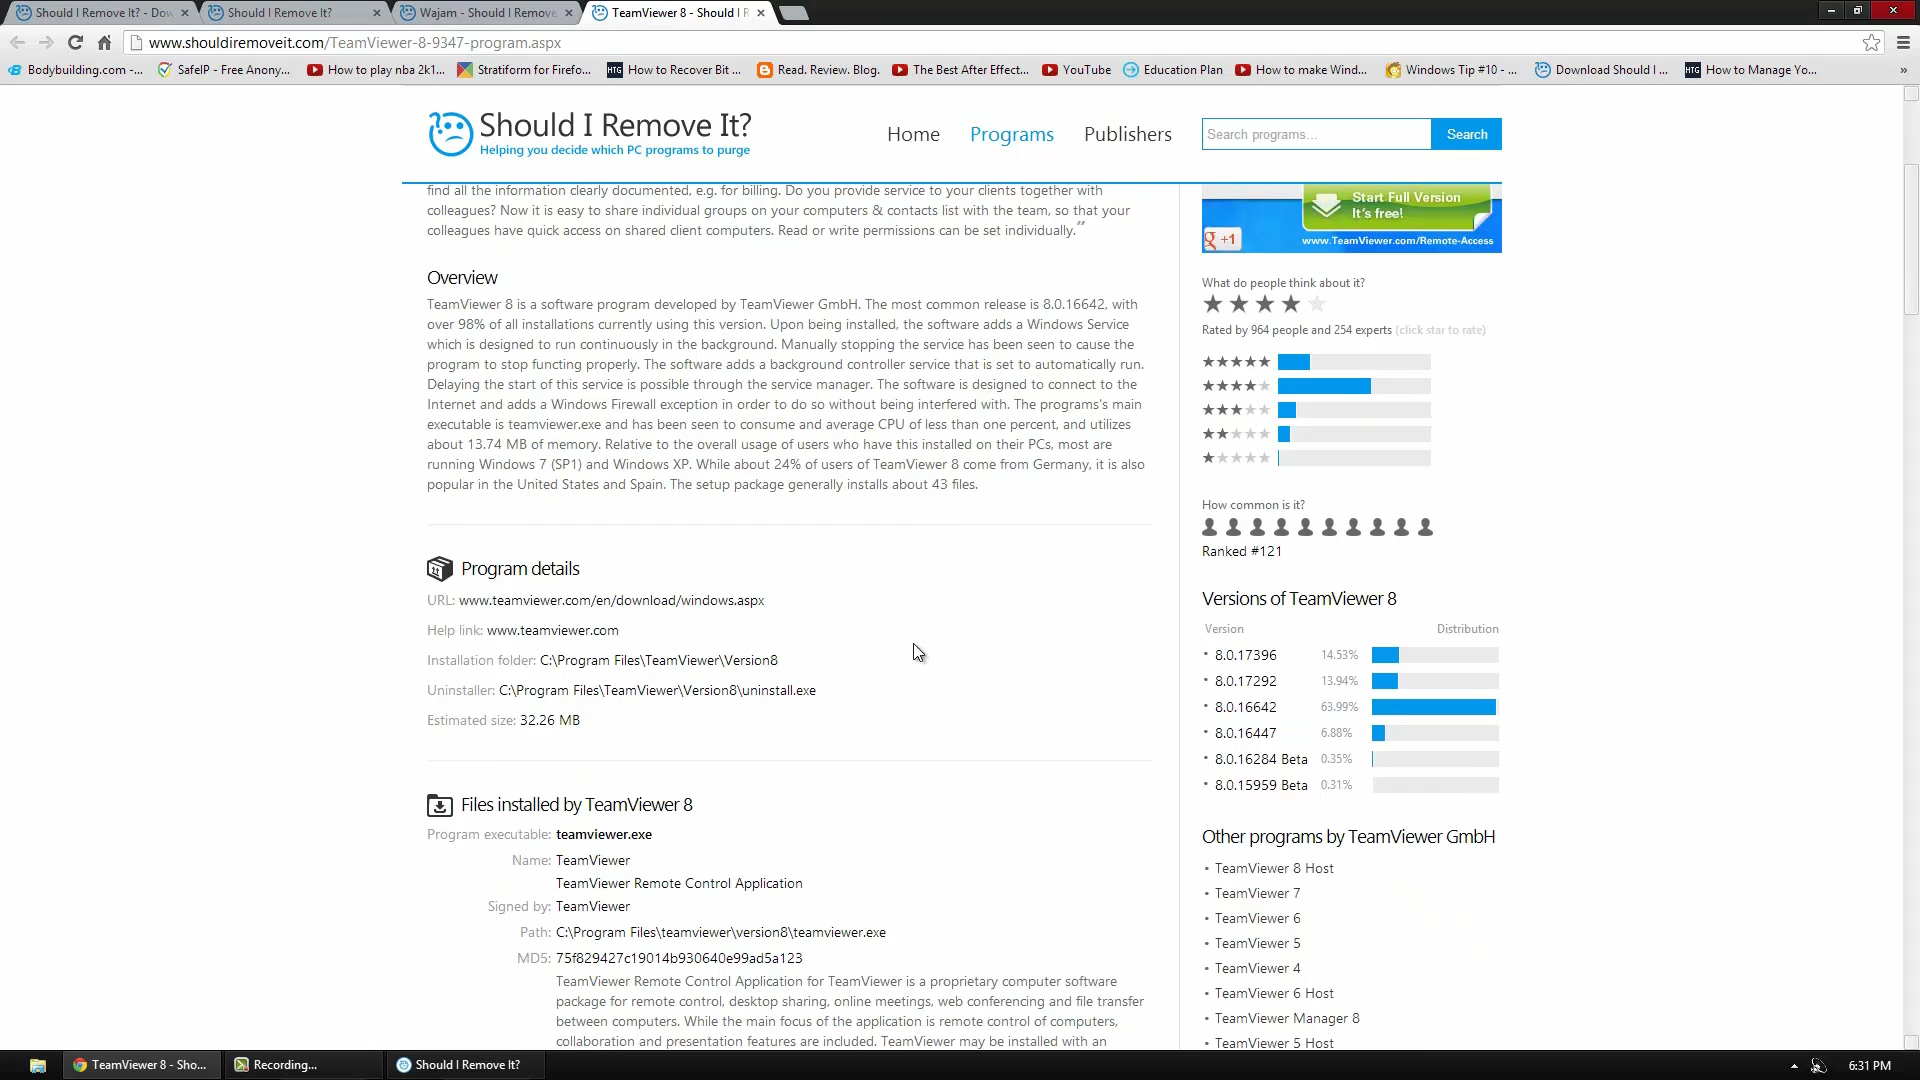 Should I Remove It? - Dov
Should I Remove It?
Wajam - Should I Remove
TeamViewer 8 - Should I R
www.shouldiremoveit.com/TeamViewer-8-9347-program.aspx
Bodybuilding.com -...
SafeIP - Free Anony...
How to play nba 2k1...
Stratiform for Firefo...
HTG How to Recover Bit ...
Read. Review. Blog.
The Best After Effect...
YouTube
Education Plan
How to make Wind...
Windows Tip #10 - ...
Download Should I ...
HTG How to Manage Yo...
»
Should I Remove It?
Helping you decide which PC programs to purge
Home
Programs
Publishers
Search programs...
Search
find all the information clearly documented, e.g. for billing. Do you provide service to your clients together with
colleagues? Now it is easy to share individual groups on your computers & contacts list with the team, so that your
colleagues have quick access on shared client computers. Read or write permissions can be set individually.”
Overview
TeamViewer 8 is a software program developed by TeamViewer GmbH. The most common release is 8.0.16642, with
over 98% of all installations currently using this version. Upon being installed, the software adds a Windows Service
which is designed to run continuously in the background. Manually stopping the service has been seen to cause the
program to stop functing properly. The software adds a background controller service that is set to automatically run.
Delaying the start of this service is possible through the service manager. The software is designed to connect to the
Internet and adds a Windows Firewall exception in order to do so without being interfered with. The programs's main
executable is teamviewer.exe and has been seen to consume and average CPU of less than one percent, and utilizes
about 13.74 MB of memory. Relative to the overall usage of users who have this installed on their PCs, most are
running Windows 7 (SP1) and Windows XP. While about 24% of users of TeamViewer 8 come from Germany, it is also
popular in the United States and Spain. The setup package generally installs about 43 files.
Program details
URL: www.teamviewer.com/en/download/windows.aspx
Help link: www.teamviewer.com
Installation folder: C:\Program Files\TeamViewer\Version8
Uninstaller: C:\Program Files\TeamViewer\Version8\uninstall.exe
Estimated size: 32.26 MB
Files installed by TeamViewer 8
Program executable: teamviewer.exe
Name: TeamViewer
TeamViewer Remote Control Application
Signed by: TeamViewer
Path: C:\Program Files\teamviewer\version8\teamviewer.exe
MD5: 75f829427c19014b930640e99ad5a123
TeamViewer Remote Control Application for TeamViewer is a proprietary computer software
package for remote control, desktop sharing, online meetings, web conferencing and file transfer
between computers. While the main focus of the application is remote control of computers,
collaboration and presentation features are included. TeamViewer may be installed with an
Start Full Version
It's free!
g +1
www.TeamViewer.com/Remote-Access
What do people think about it?
Rated by 964 people and 254 experts (click star to rate)
How common is it?
Ranked #121
Versions of TeamViewer 8
Version Distribution
• 8.0.17396 14.53%
• 8.0.17292 13.94%
• 8.0.16642 63.99%
• 8.0.16447 6.88%
• 8.0.16284 Beta 0.35%
• 8.0.15959 Beta 0.31%
Other programs by TeamViewer GmbH
• TeamViewer 8 Host
• TeamViewer 7
• TeamViewer 6
• TeamViewer 5
• TeamViewer 4
• TeamViewer 6 Host
• TeamViewer Manager 8
• TeamViewer 5 Host
TeamViewer 8 - Sho...
Recording...
Should I Remove It?
6:31 PM